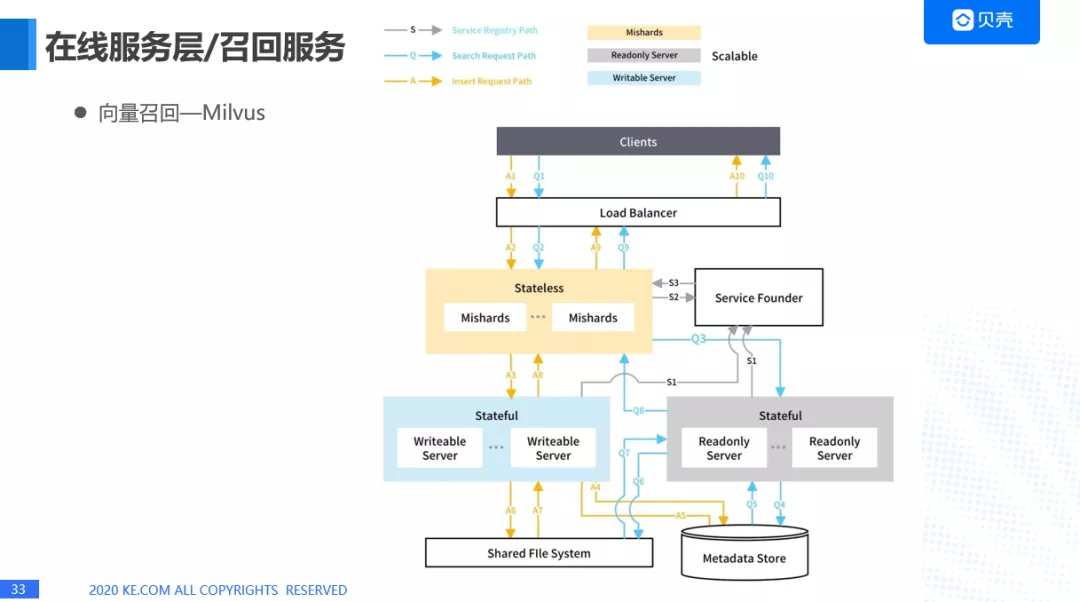 在线服务层/召回服务
贝壳
S Service Registry Path
Q Search Request Path
A Insert Request Path
Mishards
Readonly Server
Writable Server
Scalable
● 向量召回—Milvus
Clients
A1 Q1 A10 Q10
Load Balancer
A2 Q2 A9 Q9
Stateless
Mishards ··· Mishards
S3
S2
Service Founder
Q3
A3 A8
S1
S1
Q8
Stateful
Writeable Server ··· Writeable Server
Stateful
Readonly Server ··· Readonly Server
Q7
Q6
A4
A5
A6 A7
Q5 Q4
Shared FIle System
Metadata Store
33
2020 KE.COM ALL COPYRIGHTS RESERVED